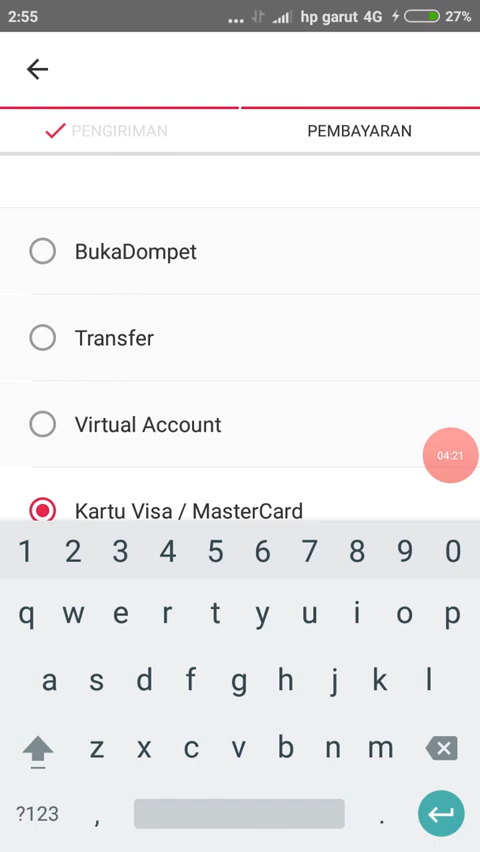 2:55 ... hp garut 4G 27%
PENGIRIMAN PEMBAYARAN
BukaDompet
Transfer
Virtual Account
04:21
Kartu Visa / MasterCard
1 2 3 4 5 6 7 8 9 0
q w e r t y u i o p
a s d f g h j k l
z x c v b n m
?123 , .